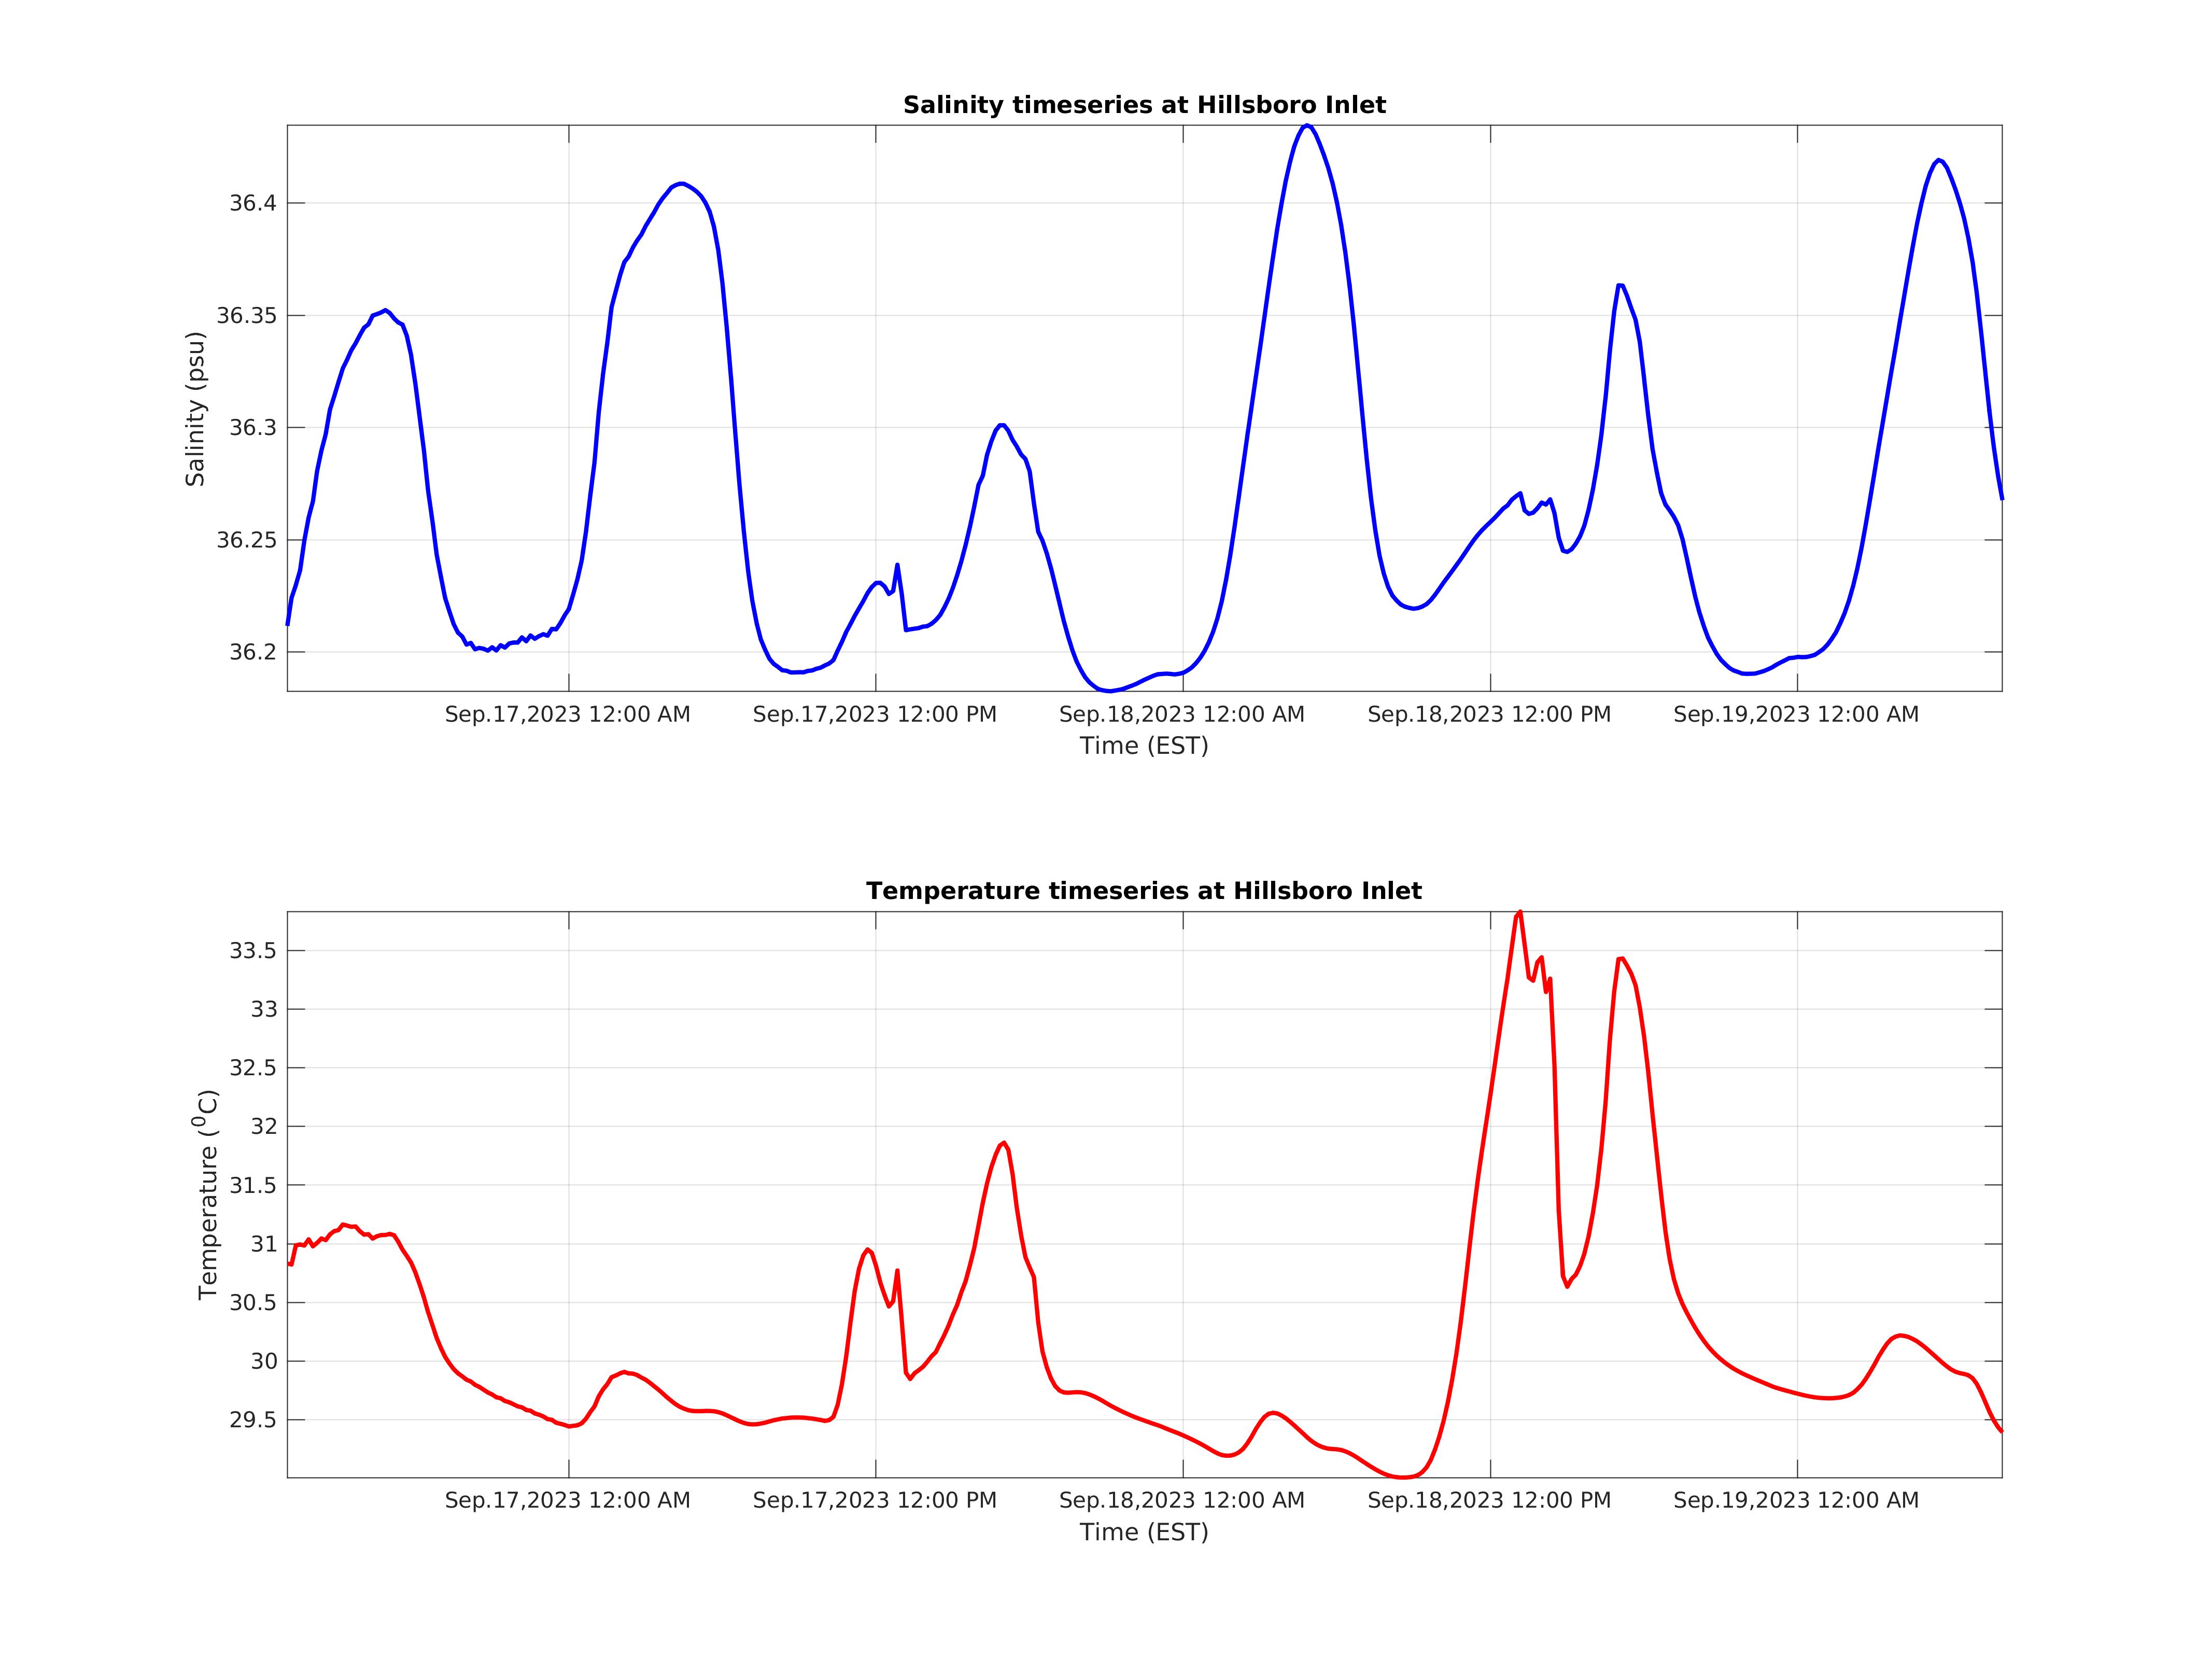 Salinity timeseries at Hillsboro Inlet
36.4
36.35
36.3
36.25
36.2
Salinity (psu)
Sep.17,2023 12:00 AM Sep.17,2023 12:00 PM Sep.18,2023 12:00 AM Sep.18,2023 12:00 PM Sep.19,2023 12:00 AM
Time (EST)
Temperature timeseries at Hillsboro Inlet
33.5
33
32.5
32
31.5
31
30.5
30
29.5
Temperature (⁰C)
Sep.17,2023 12:00 AM Sep.17,2023 12:00 PM Sep.18,2023 12:00 AM Sep.18,2023 12:00 PM Sep.19,2023 12:00 AM
Time (EST)